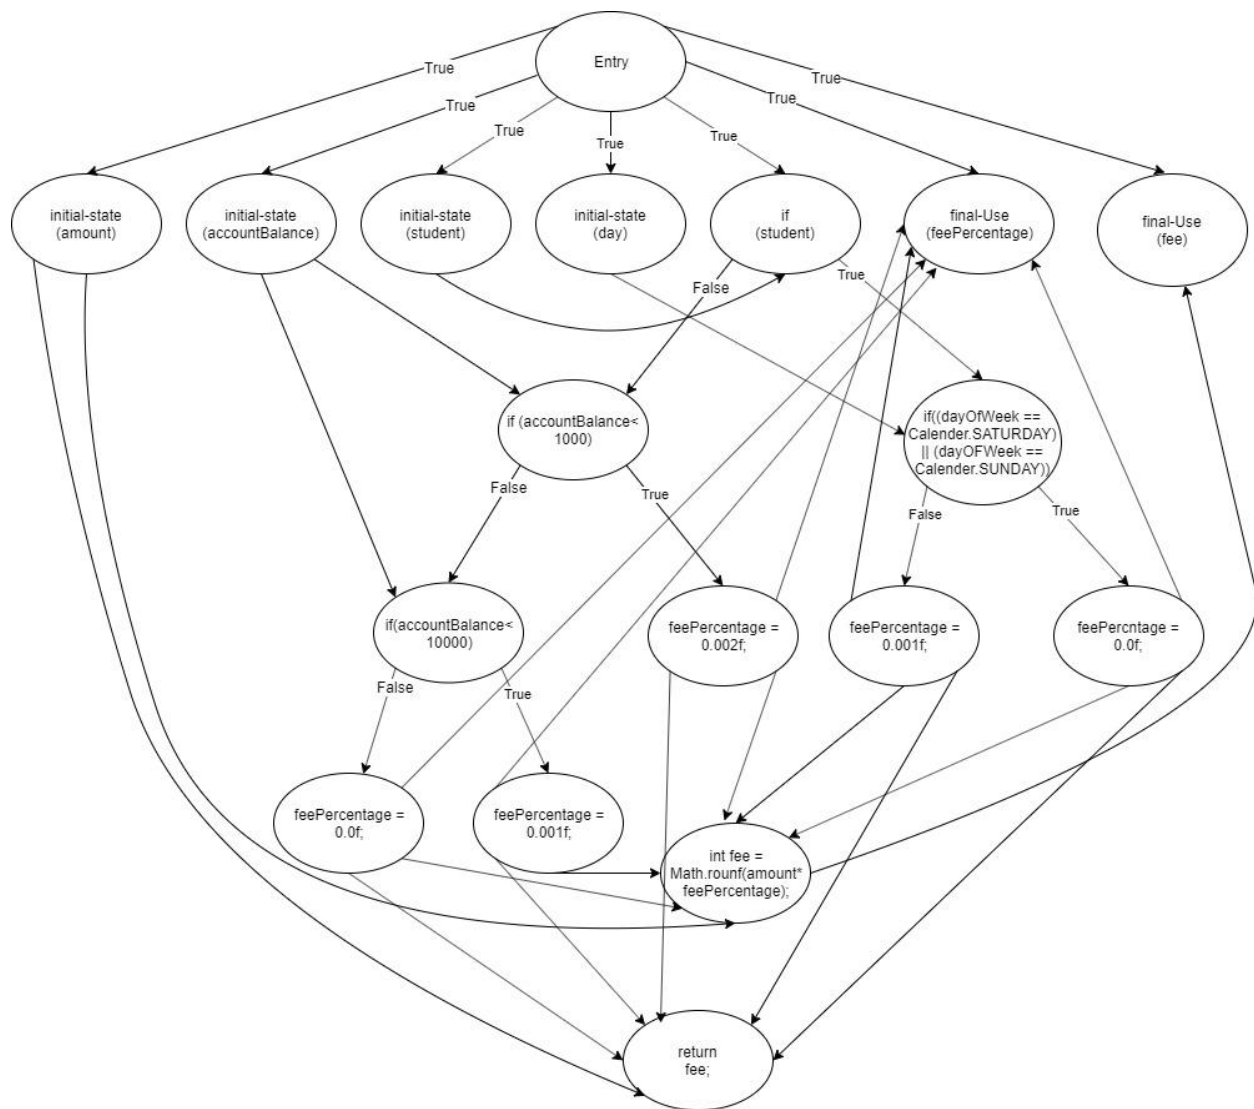 Entry
True
True
True
True
True
True
True
initial-state
(amount)
initial-state
(accountBalance)
initial-state
(student)
initial-state
(day)
if
(student)
final-Use
(feePercentage)
final-Use
(fee)
False
True
if (accountBalance<
1000)
if((dayOfWeek ==
Calender.SATURDAY)
|| (dayOFWeek ==
Calender.SUNDAY))
False
True
False
True
if(accountBalance<
10000)
feePercentage =
0.002f;
feePercentage =
0.001f;
feePercntage =
0.0f;
False
True
feePercentage =
0.0f;
feePercentage =
0.001f;
int fee =
Math.rounf(amount*
feePercentage);
return
fee;